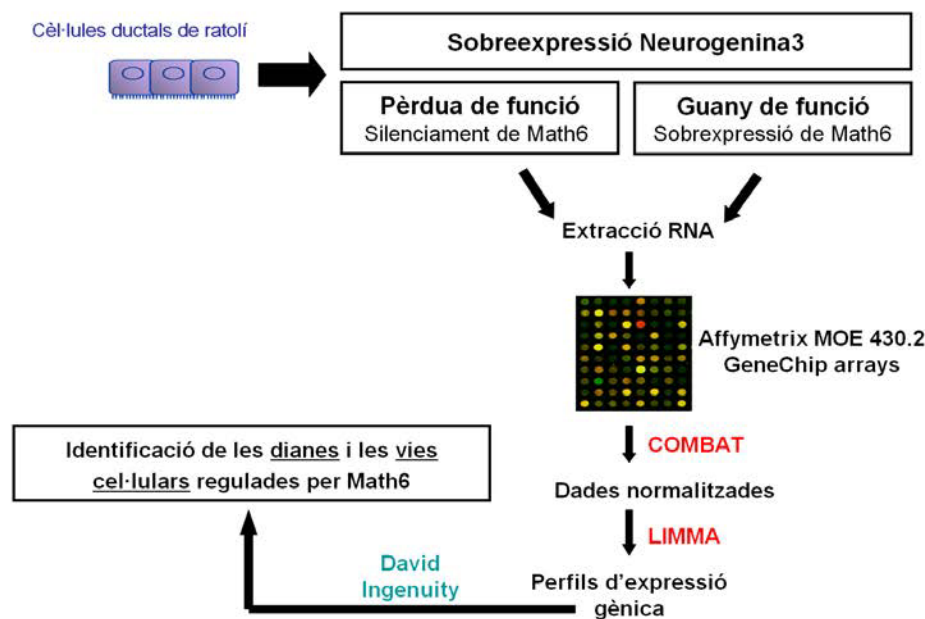 Cèl·lules ductals de ratolí
Sobreexpressió Neurogenina3
Pèrdua de funció
Silenciament de Math6
Guany de funció
Sobrexpressió de Math6
Extracció RNA
Affymetrix MOE 430.2
GeneChip arrays
COMBAT
Dades normalitzades
LIMMA
Perfils d'expressió
gènica
David
Ingenuity
Identificació de les dianes i les vies
cel·lulars regulades per Math6